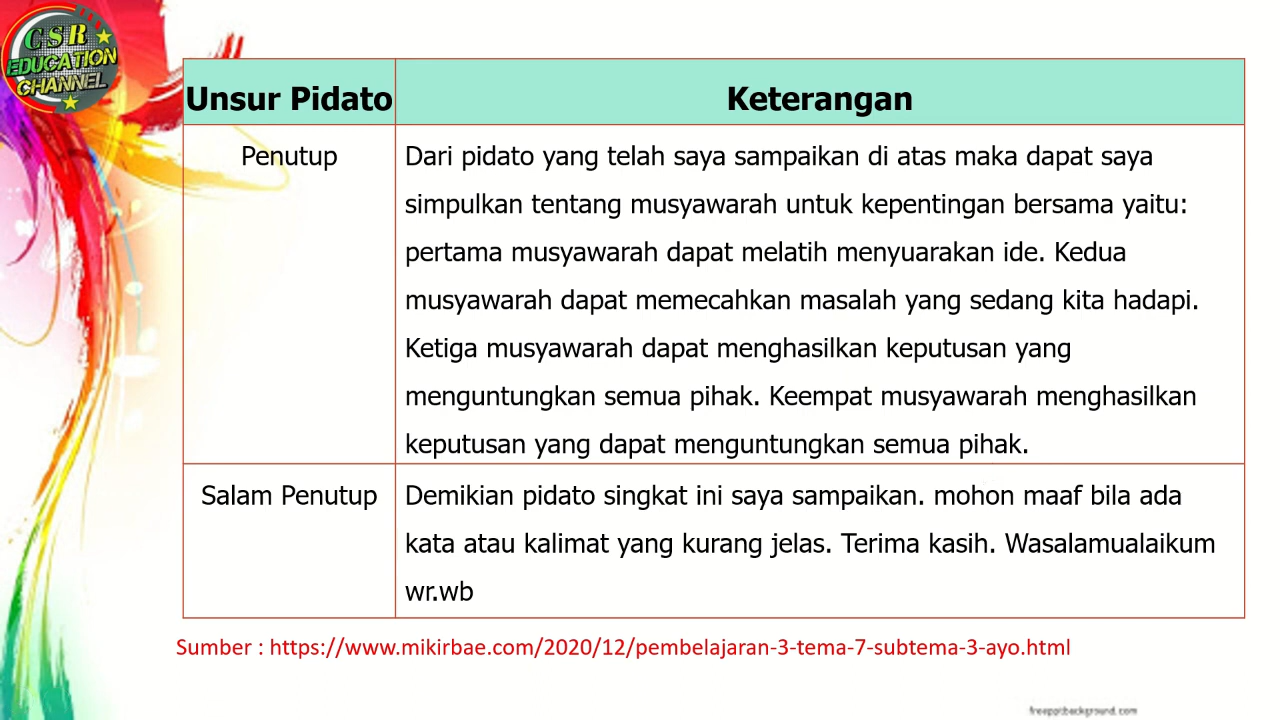 CSR
EDUCATION
CHANNEL
Unsur Pidato
Keterangan
Penutup
Dari pidato yang telah saya sampaikan di atas maka dapat saya
simpulkan tentang musyawarah untuk kepentingan bersama yaitu:
pertama musyawarah dapat melatih menyuarakan ide. Kedua
musyawarah dapat memecahkan masalah yang sedang kita hadapi.
Ketiga musyawarah dapat menghasilkan keputusan yang
menguntungkan semua pihak. Keempat musyawarah menghasilkan
keputusan yang dapat menguntungkan semua pihak.
Salam Penutup
Demikian pidato singkat ini saya sampaikan. mohon maaf bila ada
kata atau kalimat yang kurang jelas. Terima kasih. Wasalamualaikum
wr.wb
Sumber : https://www.mikirbae.com/2020/12/pembelajaran-3-tema-7-subtema-3-ayo.html
freepptbackground.com